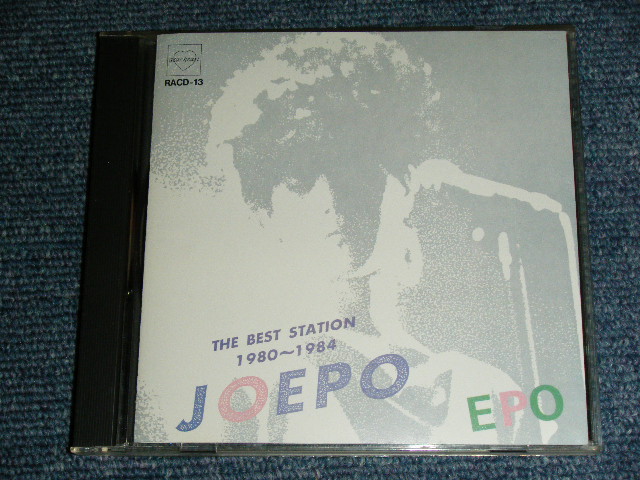 RACD-13
THE BEST STATION
1980~1984
JOEPO
EPO